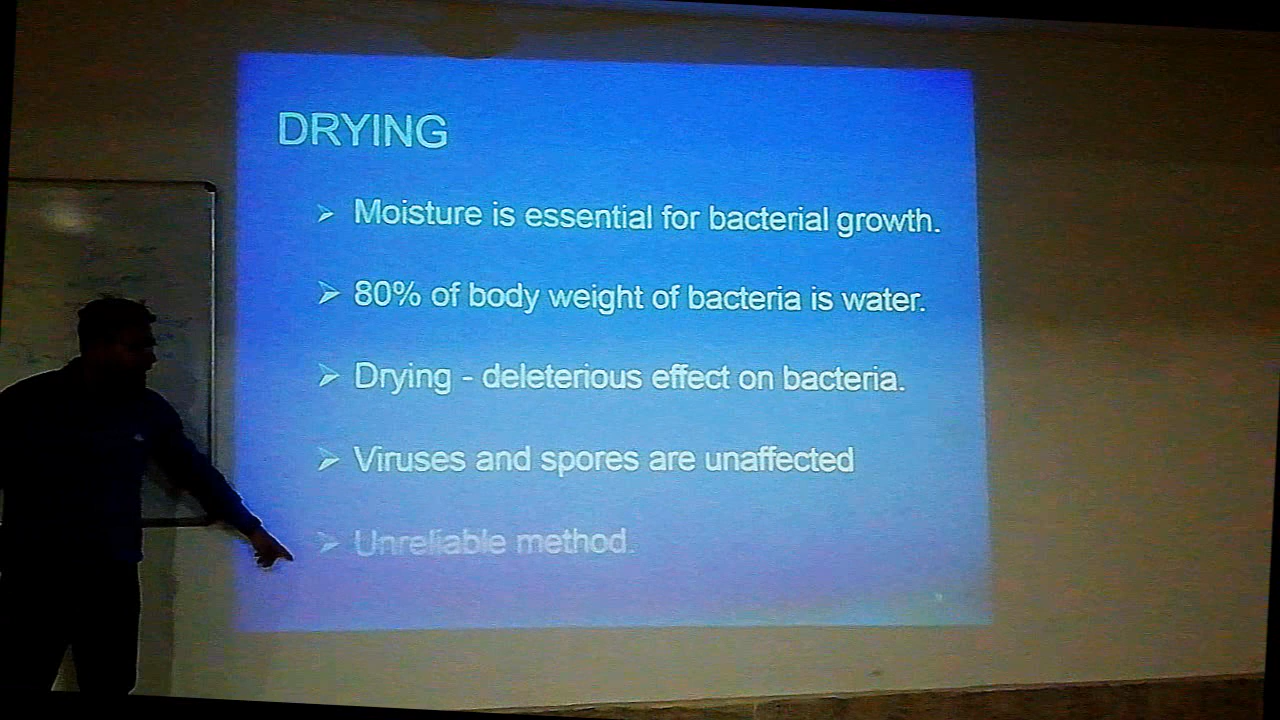 DRYING
➢ Moisture is essential for bacterial growth.
➢ 80% of body weight of bacteria is water.
➢ Drying - deleterious effect on bacteria.
➢ Viruses and spores are unaffected
➢ Unreliable method.